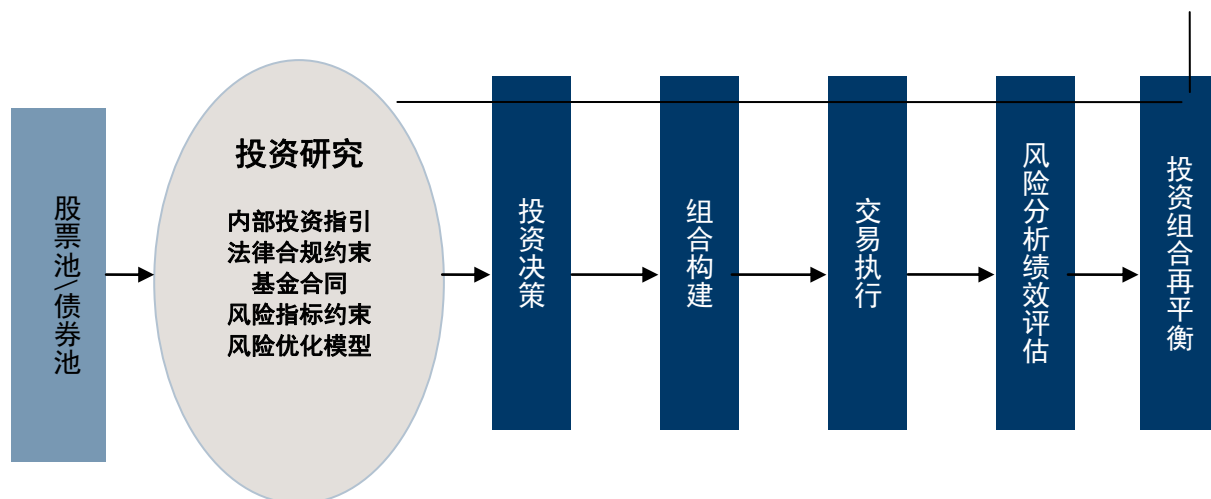 股票池\债券池
投资研究
内部投资指引
法律合规约束
基金合同
风险指标约束
风险优化模型
投资决策
组合构建
交易执行
风险分析绩效评估
投资组合再平衡